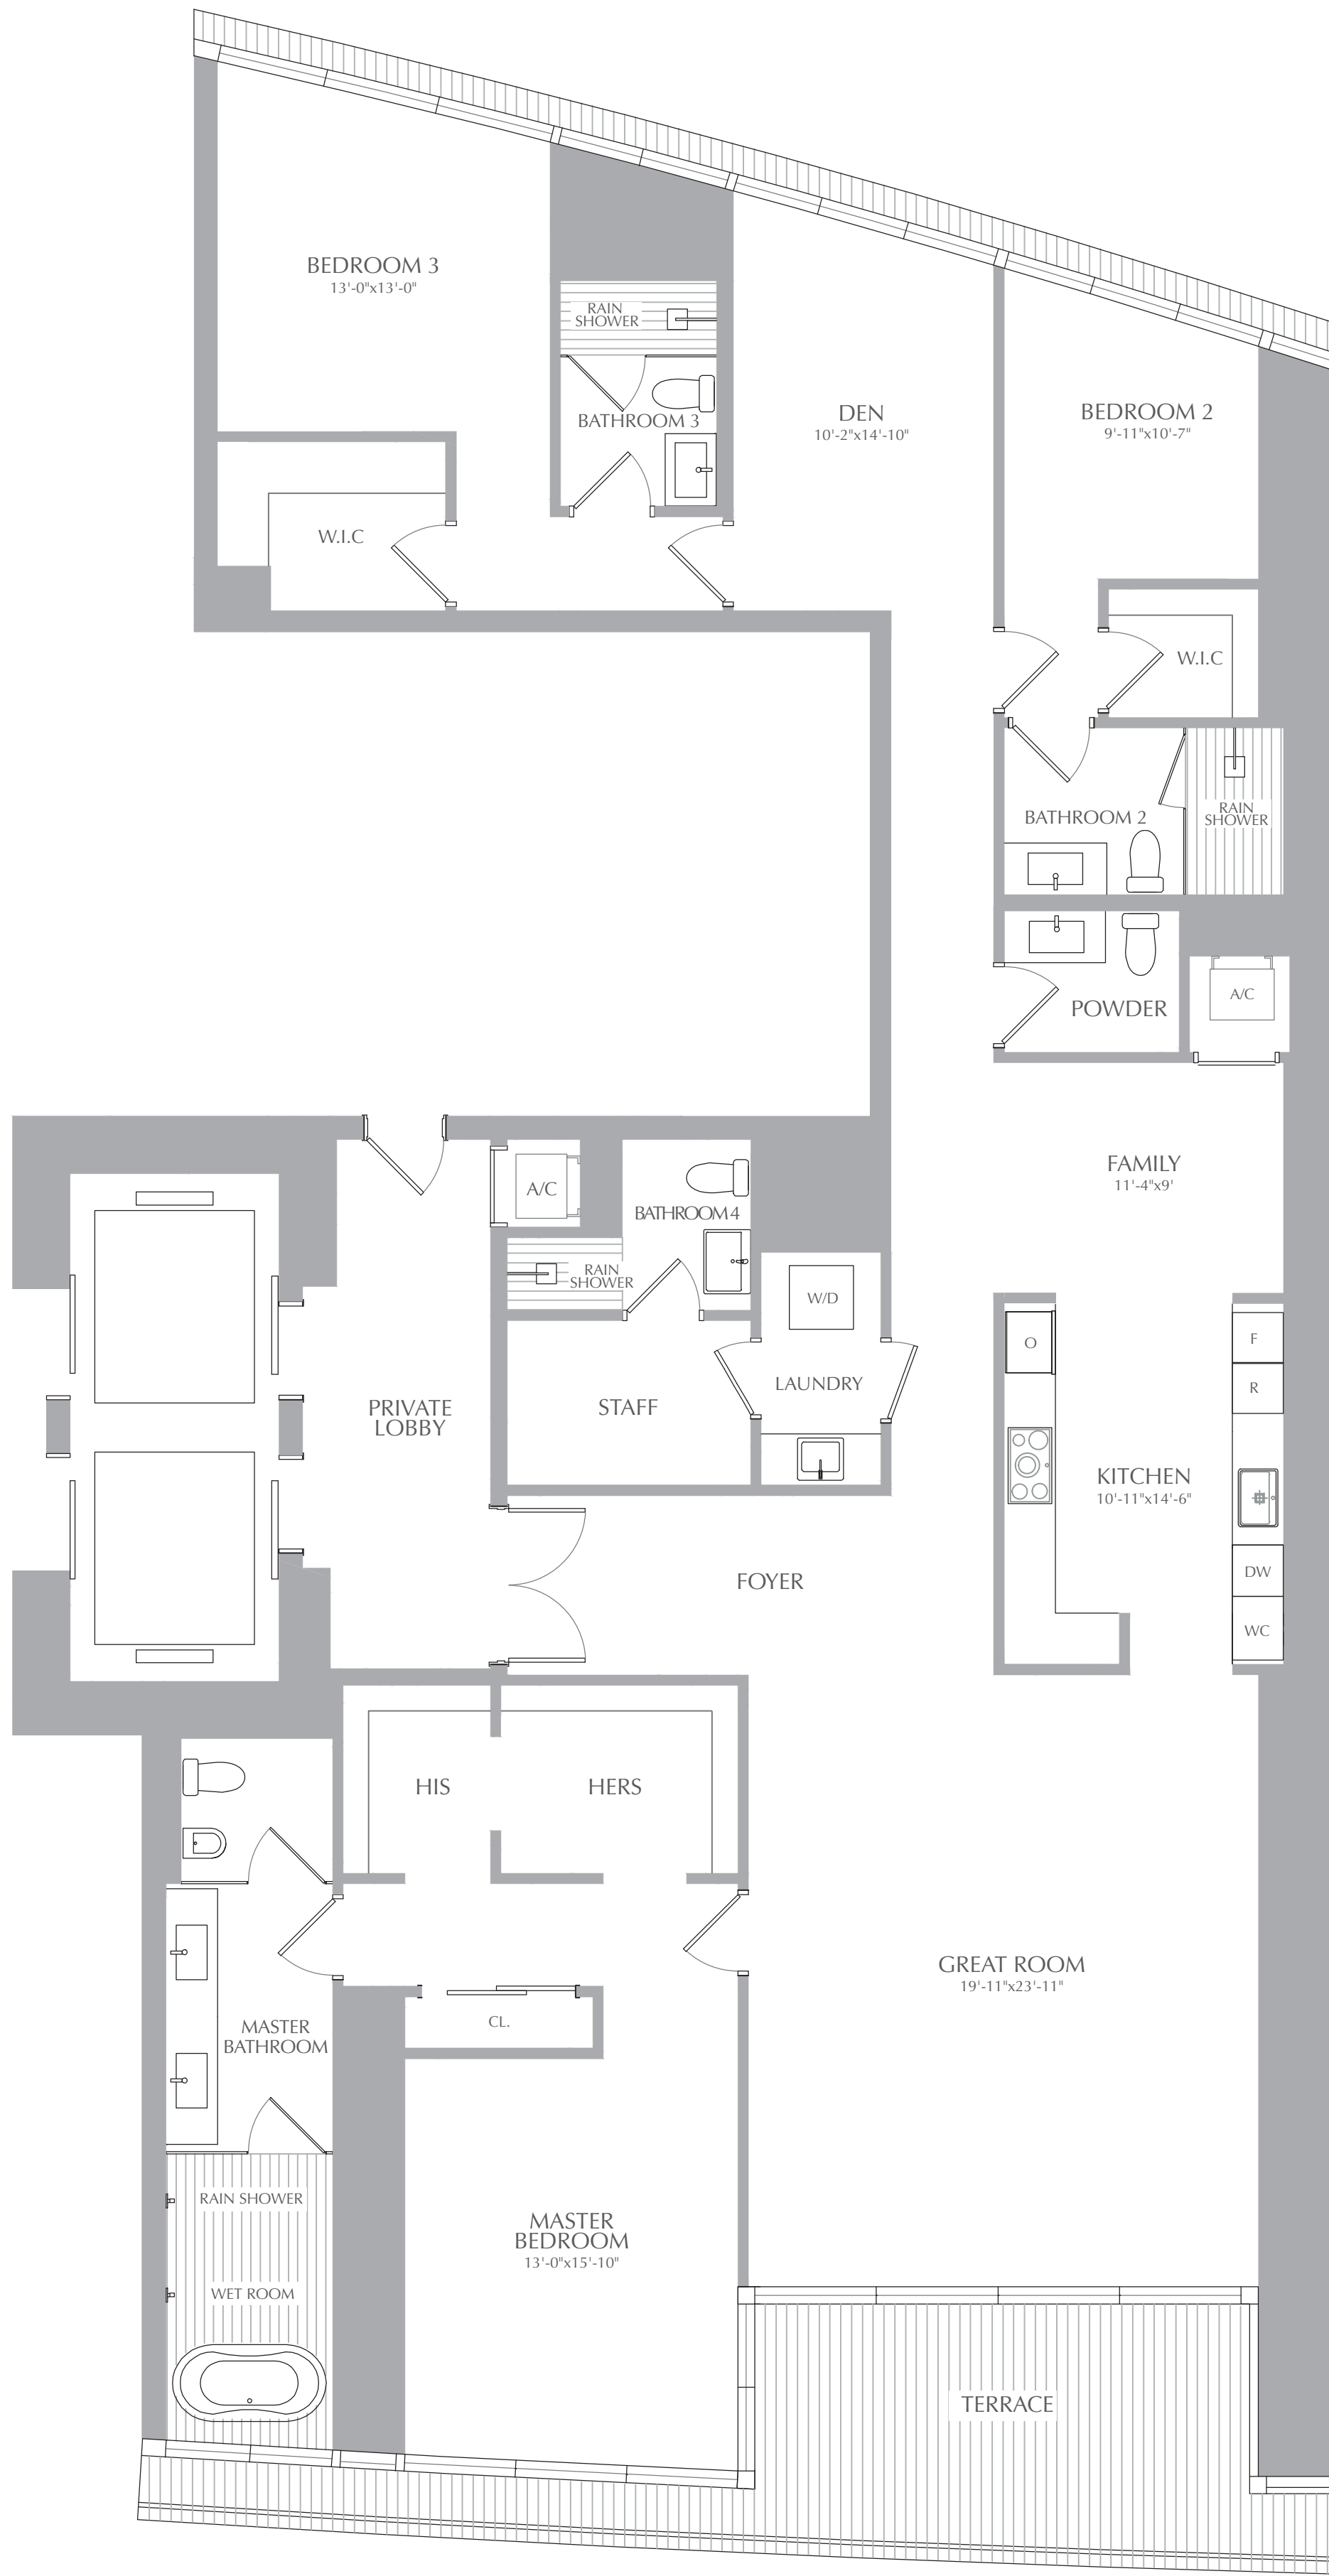 BEDROOM 3
13'-0"x13'-0"
RAIN
SHOWER
BATHROOM 3
DEN
10'-2"x14'-10"
BEDROOM 2
9'-11"x10'-7"
W.I.C
W.I.C
BATHROOM 2
RAIN
SHOWER
POWDER
A/C
FAMILY
11'-4"x9'
A/C
BATHROOM 4
RAIN
SHOWER
W/D
O
F
R
LAUNDRY
STAFF
PRIVATE
LOBBY
KITCHEN
10'-11"x14'-6"
FOYER
DW
WC
HIS
HERS
GREAT ROOM
19'-11"x23'-11"
CL.
MASTER
BATHROOM
RAIN SHOWER
MASTER
BEDROOM
13'-0"x15'-10"
WET ROOM
TERRACE